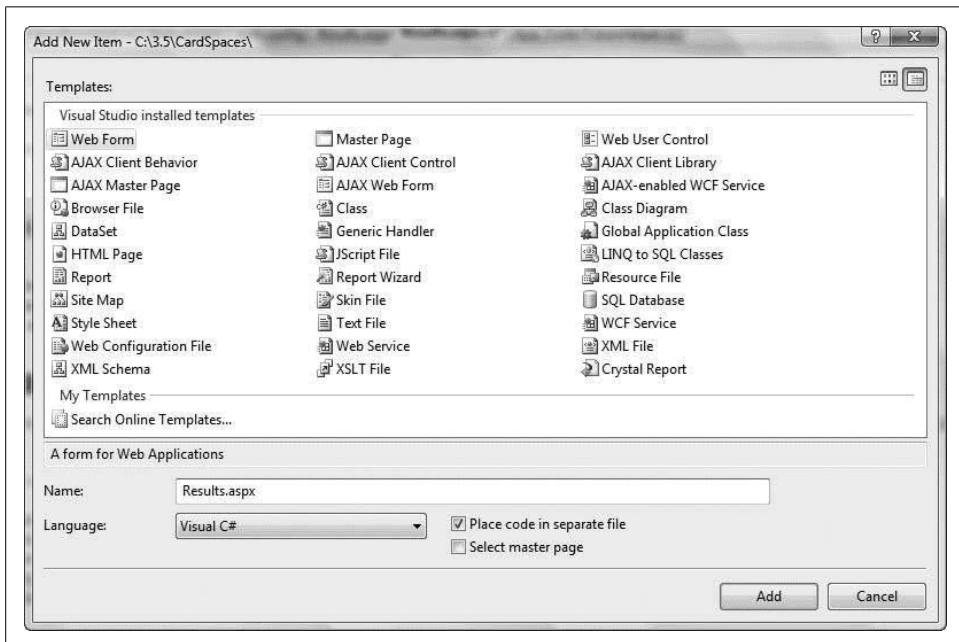 Add New Item - C:\3.5\CardSpaces\
Templates:
Visual Studio installed templates
Web Form Master Page Web User Control
AJAX Client Behavior AJAX Client Control AJAX Client Library
AJAX Master Page AJAX Web Form AJAX-enabled WCF Service
Browser File Class Class Diagram
DataSet Generic Handler Global Application Class
HTML Page JScript File LINQ to SQL Classes
Report Report Wizard Resource File
Site Map Skin File SQL Database
Style Sheet Text File WCF Service
Web Configuration File Web Service XML File
XML Schema XSLT File Crystal Report
My Templates
Search Online Templates...
A form for Web Applications
Name: Results.aspx
Language: Visual C# Place code in separate file
Select master page
Add Cancel